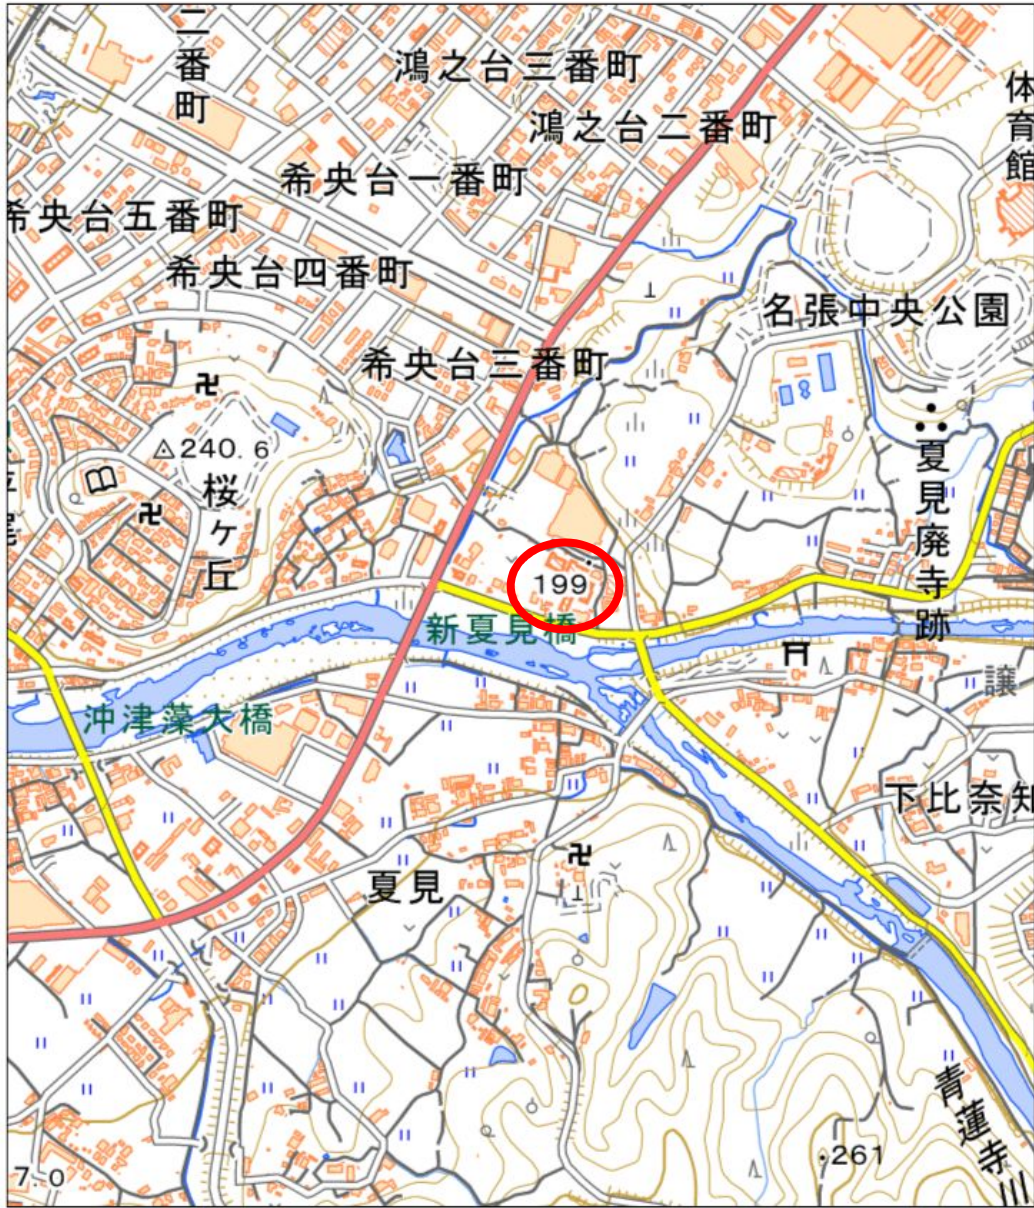 二番町
鴻之台三番町
鴻之台二番町
体育館
希央台一番町
希央台五番町
希央台四番町
名張中央公園
希央台三番町
240.6
桜ヶ丘
夏見廃寺跡
199
新夏見橋
沖津藻大橋
譲
下比奈知
夏見
青蓮寺川
261
7.0